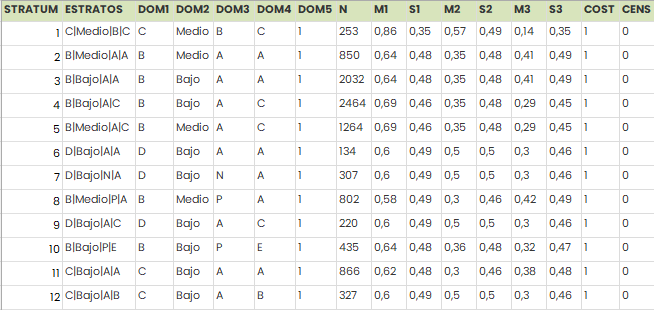 STRATUM ESTRATOS DOM1 DOM2 DOM3 DOM4 DOM5 N M1 S1 M2 S2 M3 S3 COST CENS
1 C|Medio|B|C C Medio B C 1 253 0,86 0,35 0,57 0,49 0,14 0,35 1 0
2 B|Medio|A|A B Medio A A 1 850 0,64 0,48 0,35 0,48 0,41 0,49 1 0
3 B|Bajo|A|A B Bajo A A 1 2032 0,64 0,48 0,35 0,48 0,41 0,49 1 0
4 B|Bajo|A|C B Bajo A C 1 2464 0,69 0,46 0,35 0,48 0,29 0,45 1 0
5 B|Medio|A|C B Medio A C 1 1264 0,69 0,46 0,35 0,48 0,29 0,45 1 0
6 D|Bajo|A|A D Bajo A A 1 134 0,6 0,49 0,5 0,5 0,3 0,46 1 0
7 D|Bajo|N|A D Bajo N A 1 307 0,6 0,49 0,5 0,5 0,3 0,46 1 0
8 B|Medio|P|A B Medio P A 1 802 0,58 0,49 0,3 0,46 0,42 0,49 1 0
9 D|Bajo|A|C D Bajo A C 1 220 0,6 0,49 0,5 0,5 0,3 0,46 1 0
10 B|Bajo|P|E B Bajo P E 1 435 0,64 0,48 0,36 0,48 0,32 0,47 1 0
11 C|Bajo|A|A C Bajo A A 1 866 0,62 0,48 0,3 0,46 0,38 0,48 1 0
12 C|Bajo|A|B C Bajo A B 1 327 0,6 0,49 0,5 0,5 0,3 0,46 1 0